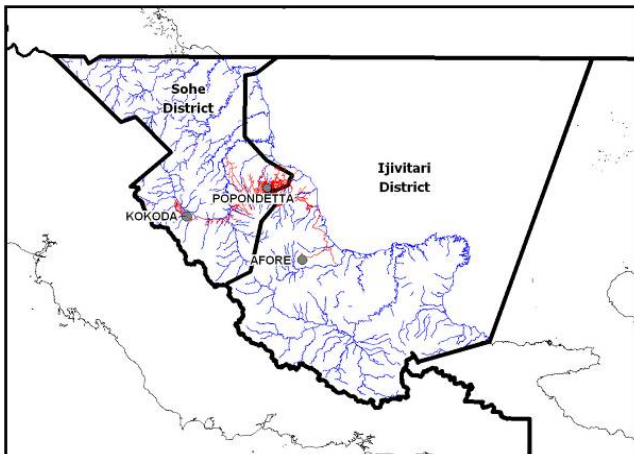 Sohe
District
Ijivitari
District
POPONDETTA
KOKODA
AFORE